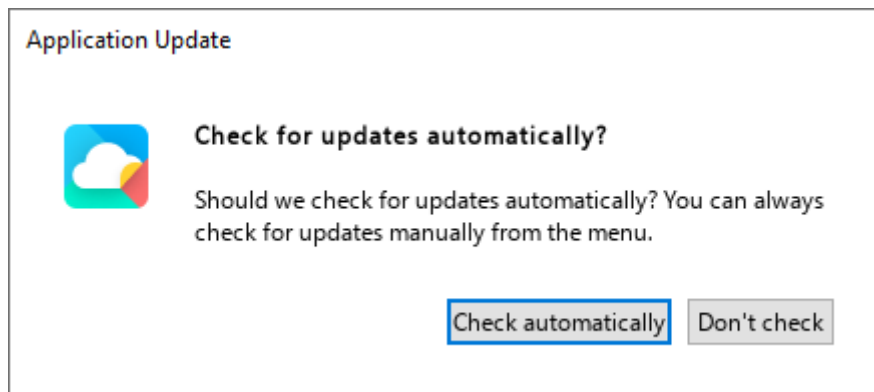 Application Update
Check for updates automatically?
Should we check for updates automatically? You can always
check for updates manually from the menu.
Check automatically Don't check